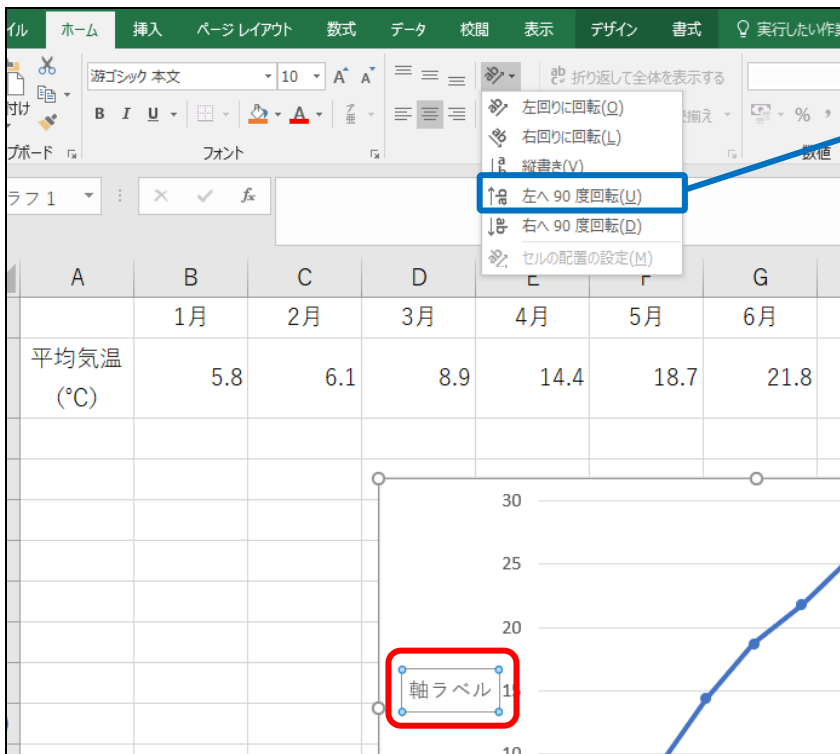 イル ホーム 挿入 ページ レイアウト 数式 データ 校閲 表示 デザイン 書式 実行したい作業
游ゴシック 本文 10 A A ab 折り返して全体を表示する
付け B I U A 亜 揃え % ,
プボード フォント 数値
左回りに回転(O)
右回りに回転(L)
縦書き(V)
左へ 90 度回転(U)
右へ 90 度回転(D)
セルの配置の設定(M)
ラフ 1 fx
A B C D E F G
1月 2月 3月 4月 5月 6月
平均気温
(℃) 5.8 6.1 8.9 14.4 18.7 21.8
30
25
20
軸ラベル 15
10